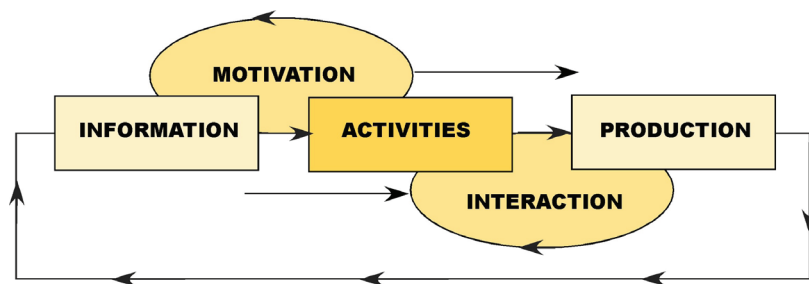 MOTIVATION
INFORMATION
ACTIVITIES
PRODUCTION
INTERACTION